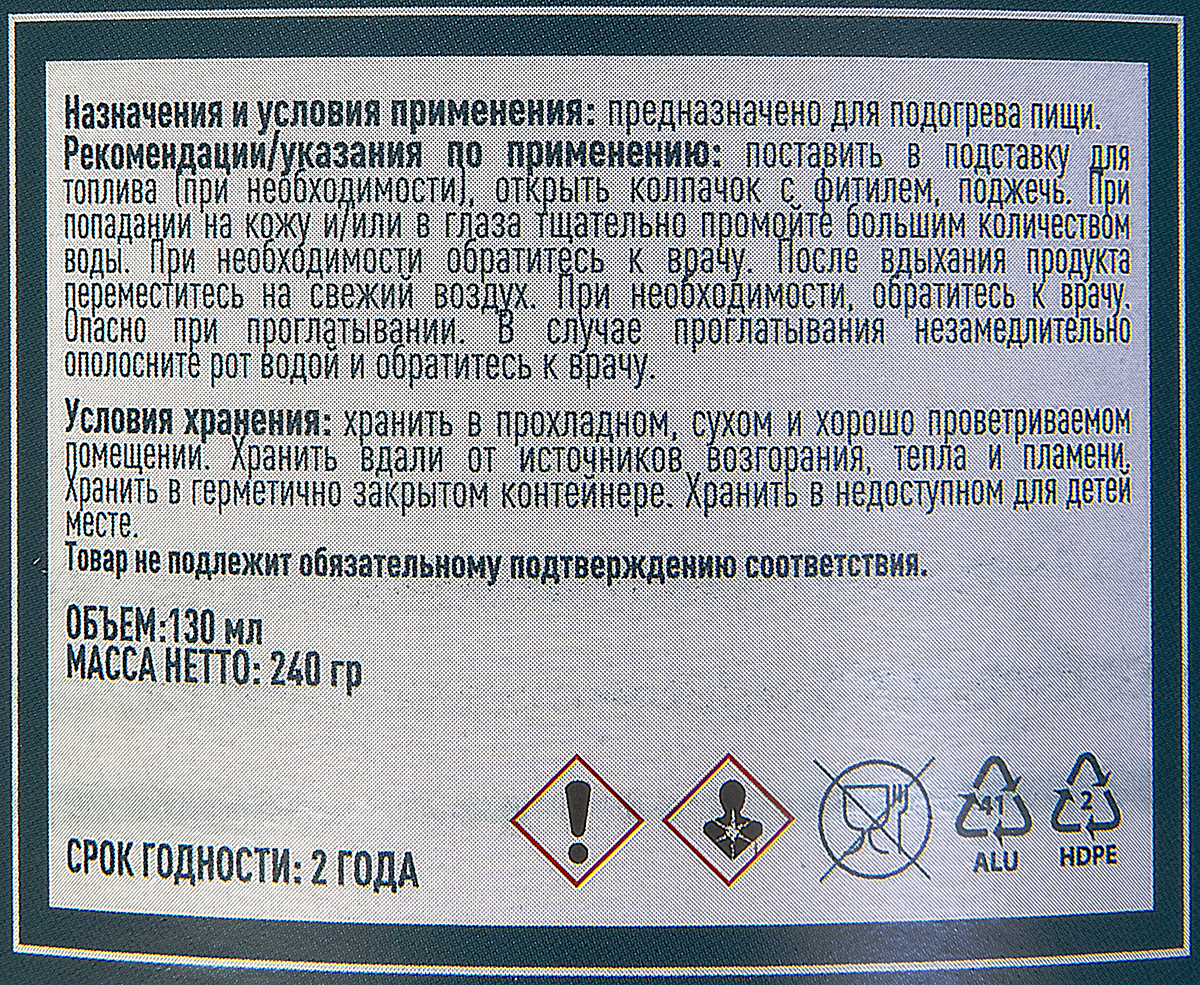 Назначения и условия применения: предназначено для подогрева пищи.
Рекомендации/указания по применению: поставить в подставку для
топлива (при необходимости), открыть колпачок с фитилем, поджечь. При
попадании на кожу и/или в глаза тщательно промойте большим количеством
воды. При необходимости обратитесь к врачу. После вдыхания продукта
переместитесь на свежий воздух. При необходимости, обратитесь к врачу.
Опасно при проглатывании. В случае проглатывания незамедлительно
ополосните рот водой и обратитесь к врачу.
Условия хранения: хранить в прохладном, сухом и хорошо проветриваемом
помещении. Хранить вдали от источников возгорания, тепла и пламени.
Хранить в герметично закрытом контейнере. Хранить в недоступном для детей
месте.
Товар не подлежит обязательному подтверждению соответствия.
ОБЪЕМ:130 мл
МАССА НЕТТО: 240 гр
СРОК ГОДНОСТИ: 2 ГОДА
41
ALU
2
HDPE